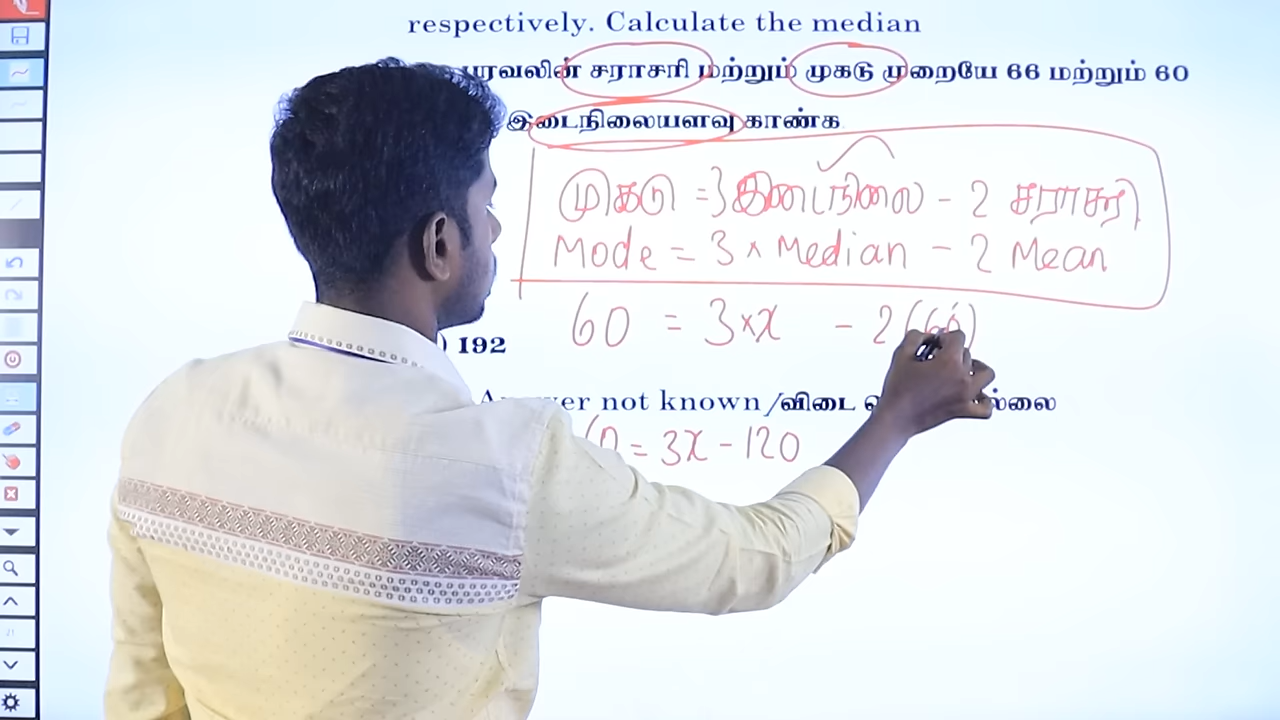 respectively. Calculate the median
பரவலின் சராசரி மற்றும் முகடு முறையே 66 மற்றும் 60
இடைநிலையளவு காண்க
முகடு = 3 இடைநிலை - 2 சராசரி
Mode = 3 × Median - 2 Mean
60 = 3×x - 2(66)
) 192
Answer not known/விடை
60 = 3x - 120